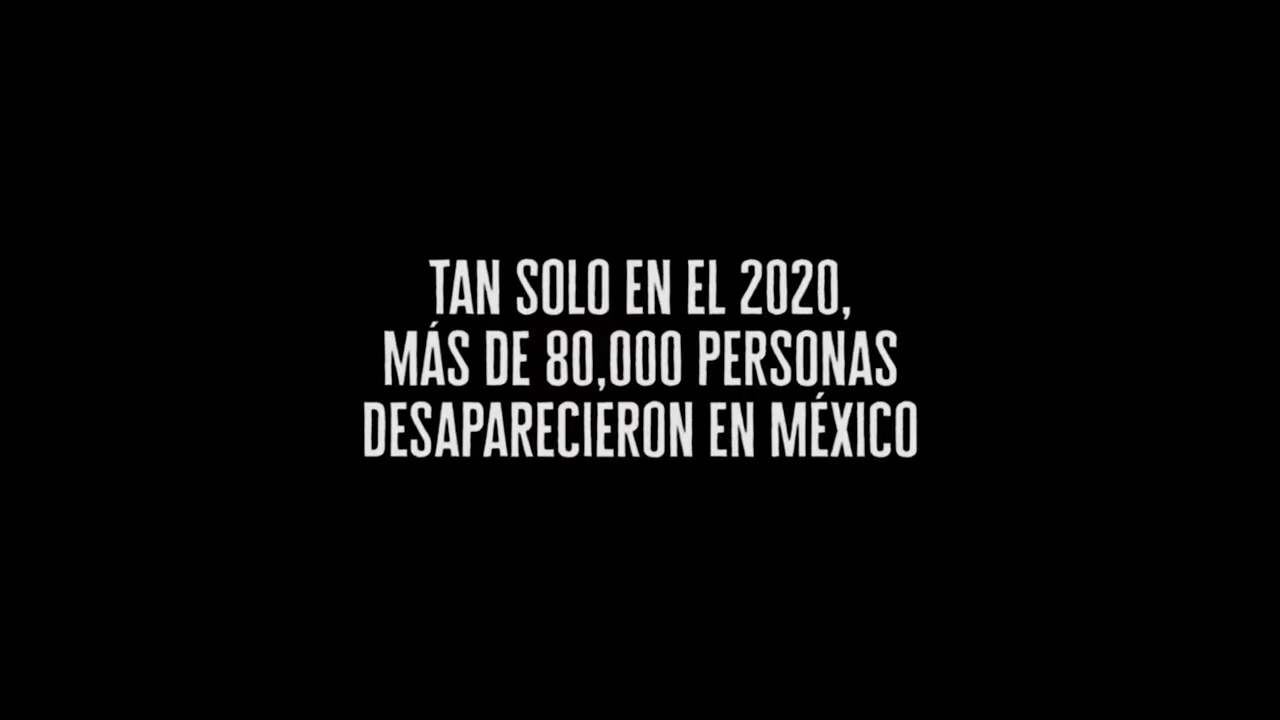 TAN SOLO EN EL 2020,
MÁS DE 80,000 PERSONAS
DESAPARECIERON EN MÉXICO